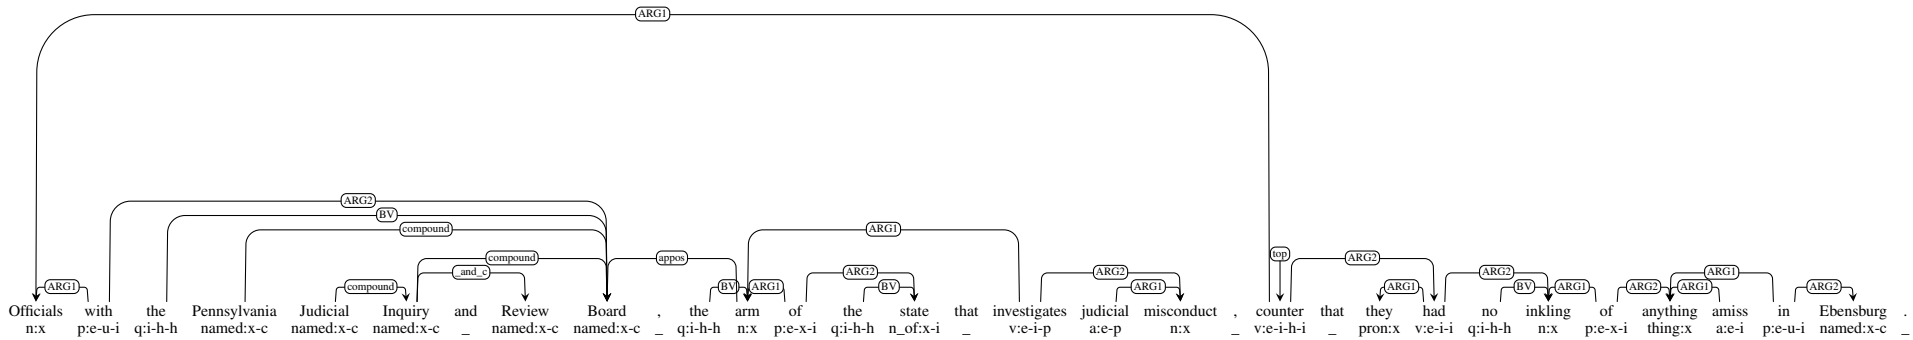 ARG1
ARG2
BV
compound ARG1
compound appos top ARG2
_and_c ARG2 ARG2 ARG2 ARG1
ARG1 compound BV ARG1 BV ARG1 ARG1 BV ARG1 ARG2 ARG1 ARG2
Officials with the Pennsylvania Judicial Inquiry and Review Board , the arm of the state that investigates judicial misconduct , counter that they had no inkling of anything amiss in Ebensburg .
n:x p:e-u-i q:i-h-h named:x-c named:x-c named:x-c _ named:x-c named:x-c _ q:i-h-h n:x p:e-x-i q:i-h-h n_of:x-i _ v:e-i-p a:e-p n:x _ v:e-i-h-i _ pron:x v:e-i-i q:i-h-h n:x p:e-x-i thing:x a:e-i p:e-u-i named:x-c _